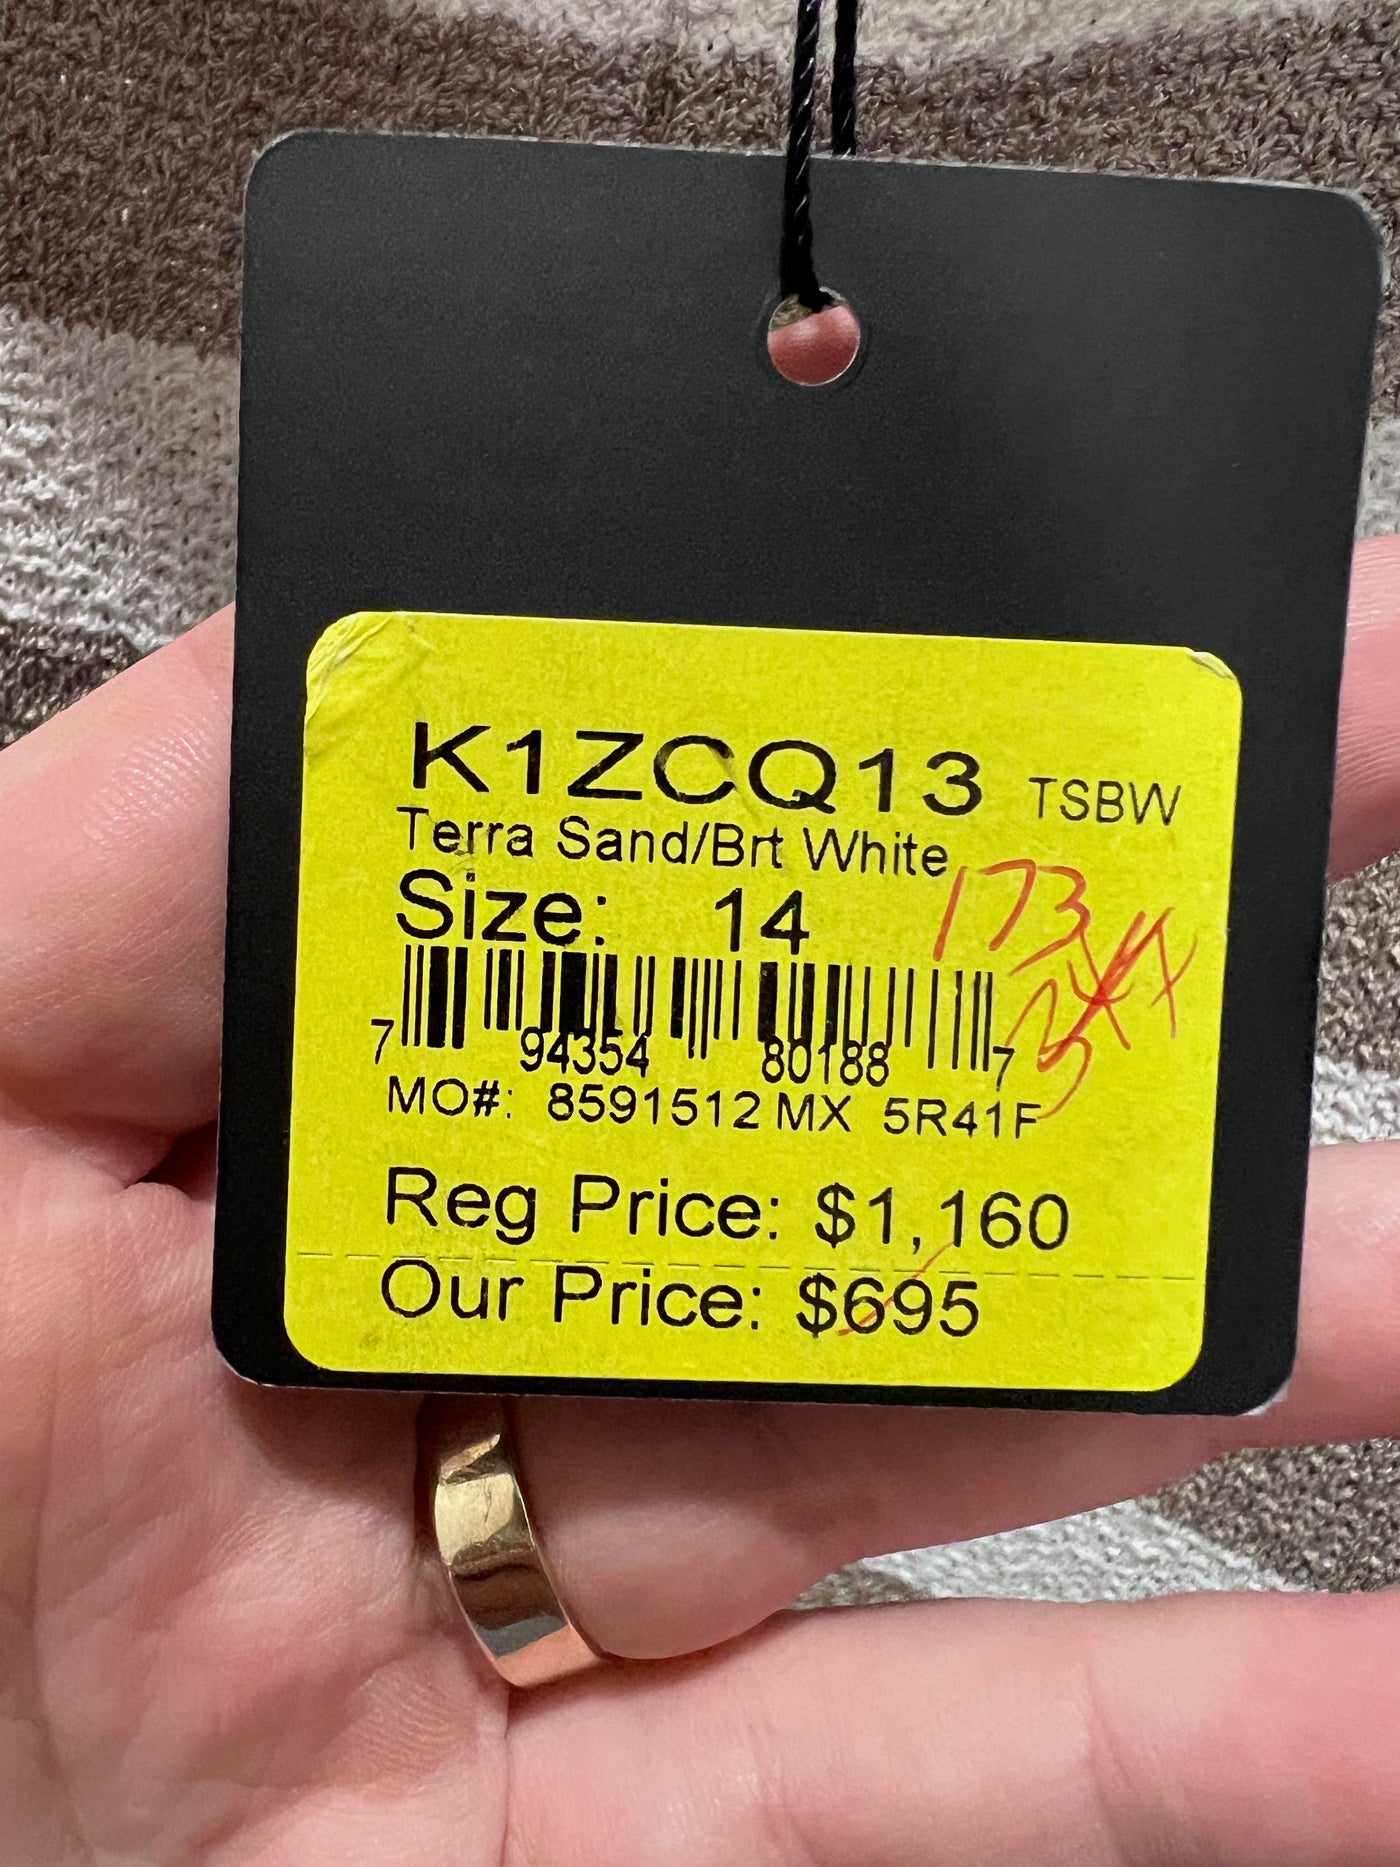 K1ZCQ13 TSBW
Terra Sand/Brt White
Size: 14
173
7 94354 80188 7
MO#: 8591512 MX 5R41F
Reg Price: $1,160
Our Price: $695